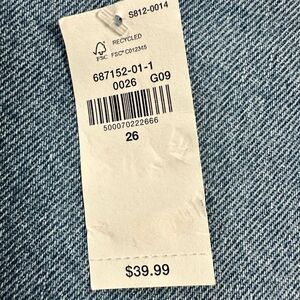 S812-0014
RECYCLED
FSC® C012345
FSC
687152-01-1
0026 G09
500070222666
26
$39.99